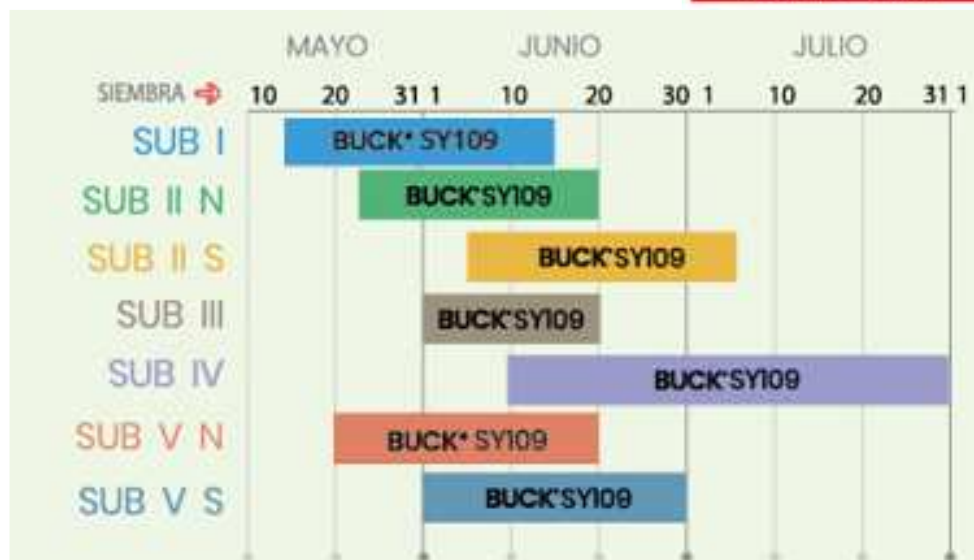 MAYO JUNIO JULIO
SIEMBRA 10 20 31 1 10 20 30 1 10 20 31 1
SUB I BUCK* SY109
SUB II N BUCK*SY109
SUB II S BUCK*SY109
SUB III BUCK*SY109
SUB IV BUCK*SY109
SUB V N BUCK* SY109
SUB V S BUCK*SY109